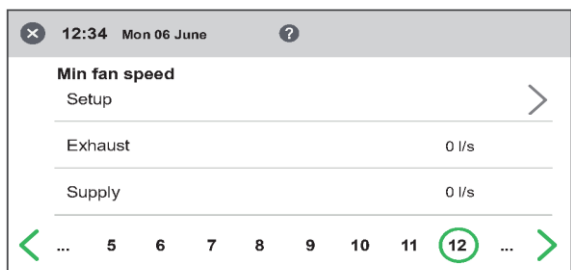 12:34 Mon 06 June ?
Min fan speed
Setup
Exhaust 0 l/s
Supply 0 l/s
... 5 6 7 8 9 10 11 12 ...